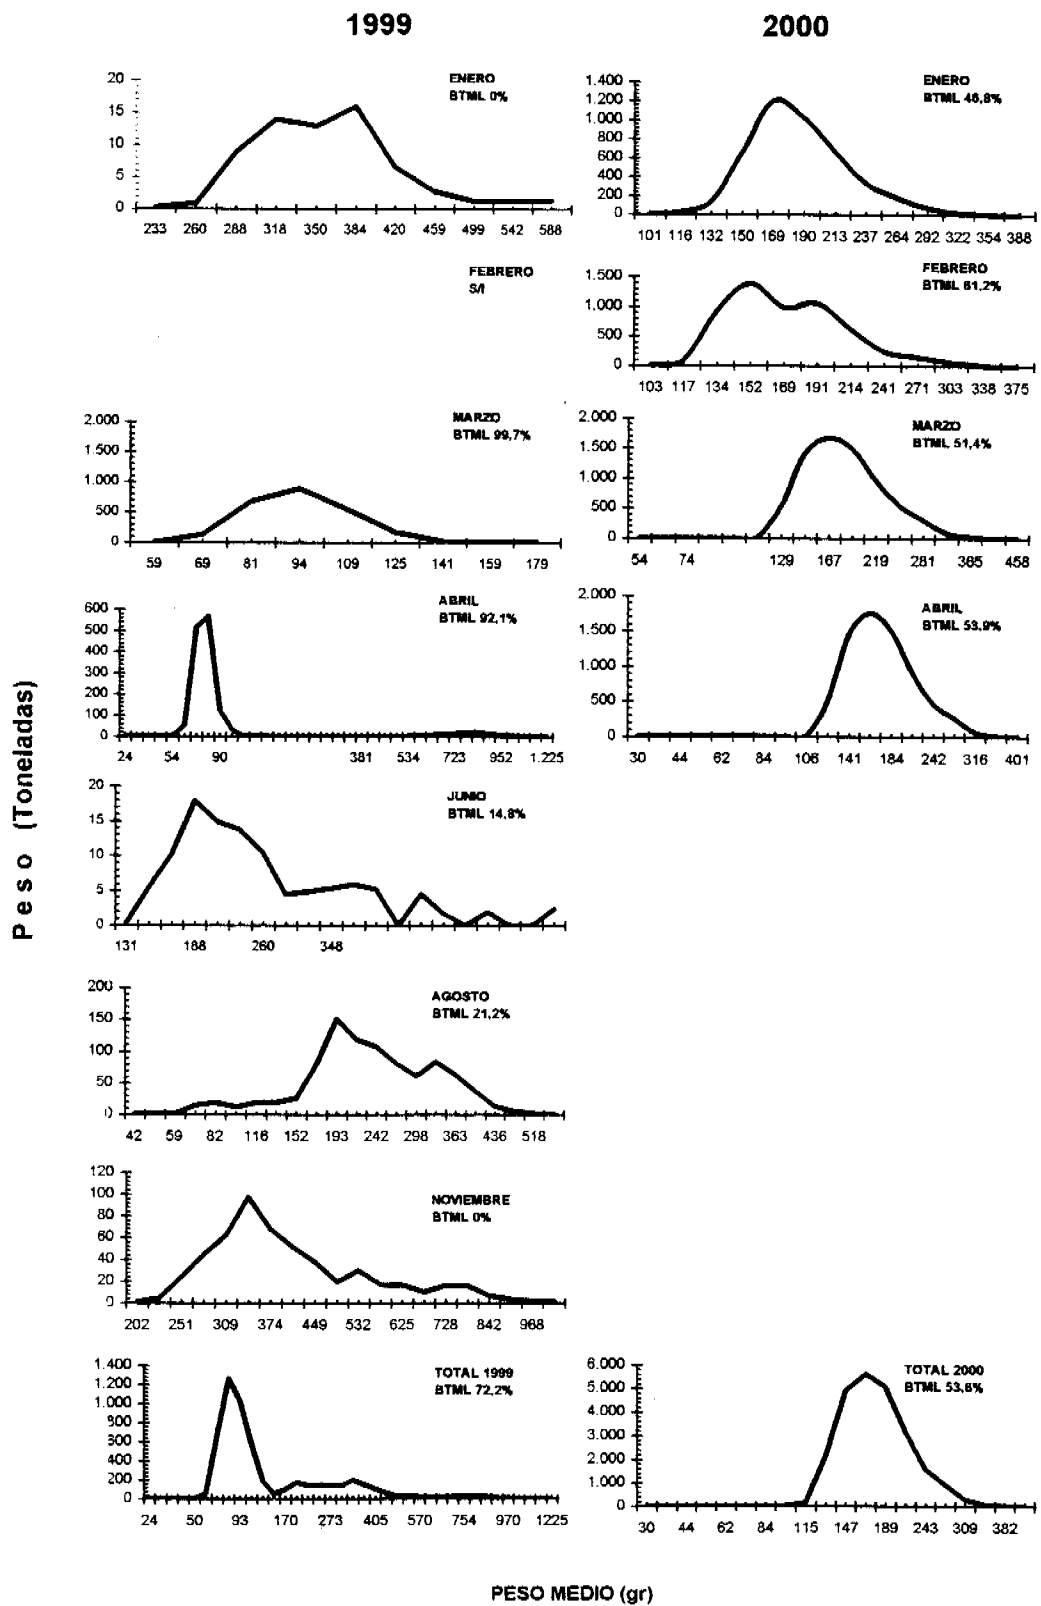 1999
2000
ENERO
BTML 0%
20
15
10
5
0
233 260 288 318 350 384 420 459 499 542 588
ENERO
BTML 46,8%
1.400
1.200
1.000
800
600
400
200
0
101 116 132 150 169 190 213 237 264 292 322 354 388
FEBRERO
S/I
FEBRERO
BTML 61,2%
1.500
1.000
500
0
103 117 134 152 169 191 214 241 271 303 338 375
MARZO
BTML 99,7%
2.000
1.500
1.000
500
0
59 69 81 94 109 125 141 159 179
MARZO
BTML 51,4%
2.000
1.500
1.000
500
0
54 74 129 167 219 281 365 458
ABRIL
BTML 92,1%
600
500
400
300
200
100
0
24 54 90 381 534 723 952 1.225
ABRIL
BTML 53,9%
2.000
1.500
1.000
500
0
30 44 62 84 106 141 184 242 316 401
JUNIO
BTML 14,8%
20
15
10
5
0
131 188 260 348
AGOSTO
BTML 21,2%
200
150
100
50
0
42 59 82 116 152 193 242 298 363 436 518
NOVIEMBRE
BTML 0%
120
100
80
60
40
20
0
202 251 309 374 449 532 625 728 842 968
TOTAL 1999
BTML 72,2%
1.400
1.200
1.000
800
600
400
200
0
24 50 93 170 273 405 570 754 970 1225
TOTAL 2000
BTML 53,6%
6.000
5.000
4.000
3.000
2.000
1.000
0
30 44 62 84 115 147 189 243 309 382
Peso (Toneladas)
PESO MEDIO (gr)